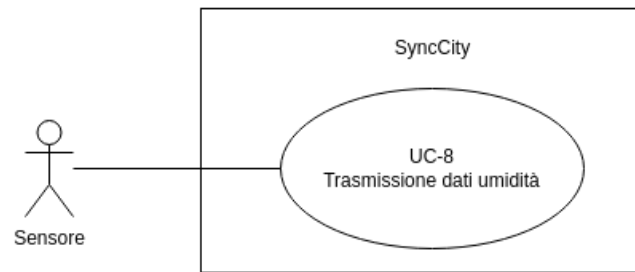 SyncCity
UC-8
Trasmissione dati umidità
Sensore